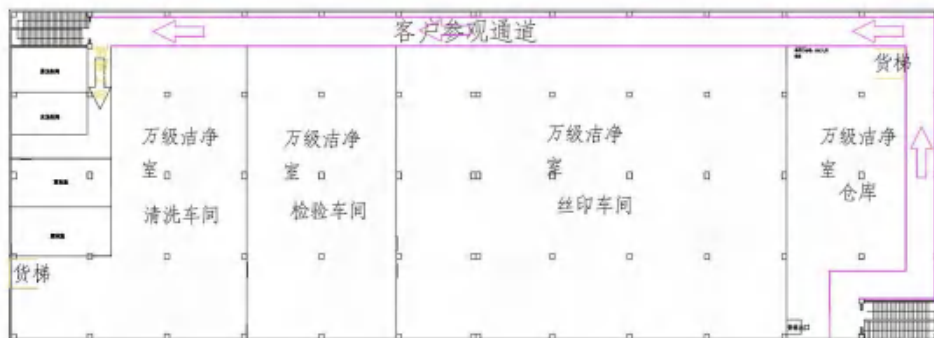 客户参观通道
货梯
万级洁净
室
清洗车间
万级洁净
室
检验车间
万级洁净
室
丝印车间
万级洁净
室
仓库
货梯